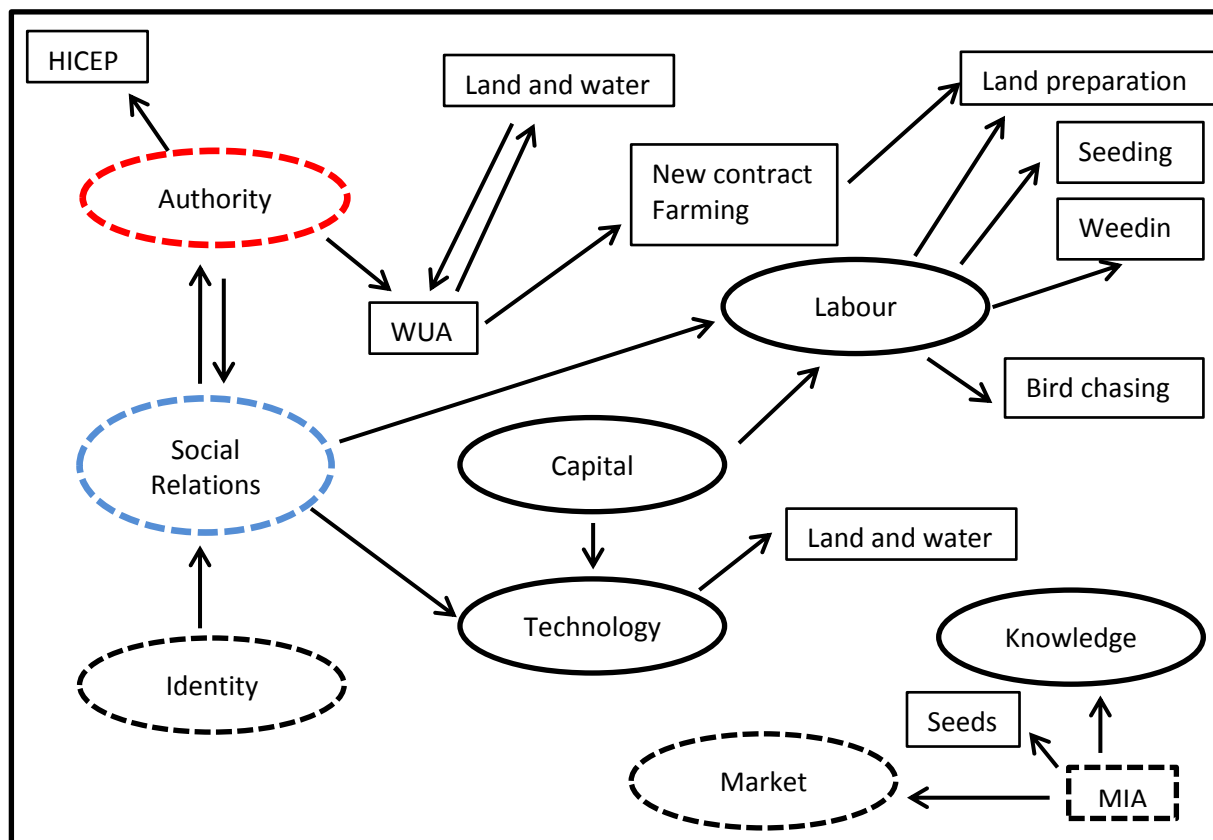 HICEP
Land and water
Land preparation
Seeding
New contract
Farming
Authority
Weedin
WUA
Labour
Bird chasing
Social
Relations
Capital
Land and water
Technology
Knowledge
Identity
Seeds
Market
MIA